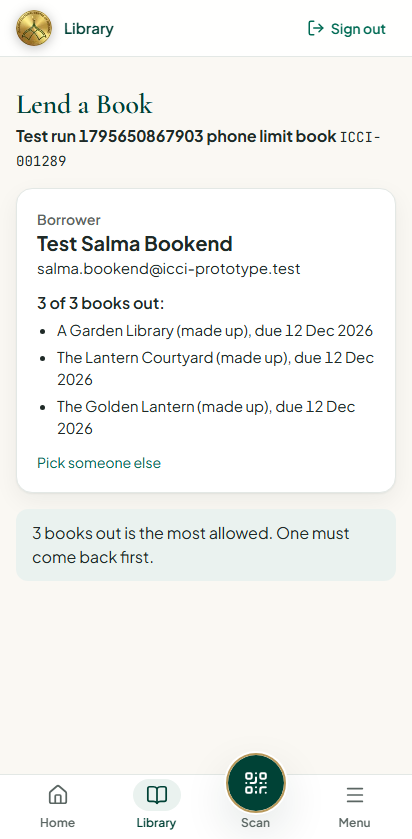 Library
Sign out
Lend a Book
Test run 1795650867903 phone limit book ICCI-
001289
Borrower
Test Salma Bookend
salma.bookend@icci-prototype.test
3 of 3 books out:
A Garden Library (made up), due 12 Dec 2026
The Lantern Courtyard (made up), due 12 Dec
2026
The Golden Lantern (made up), due 12 Dec
2026
Pick someone else
3 books out is the most allowed. One must
come back first.
Home
Library
Scan
Menu